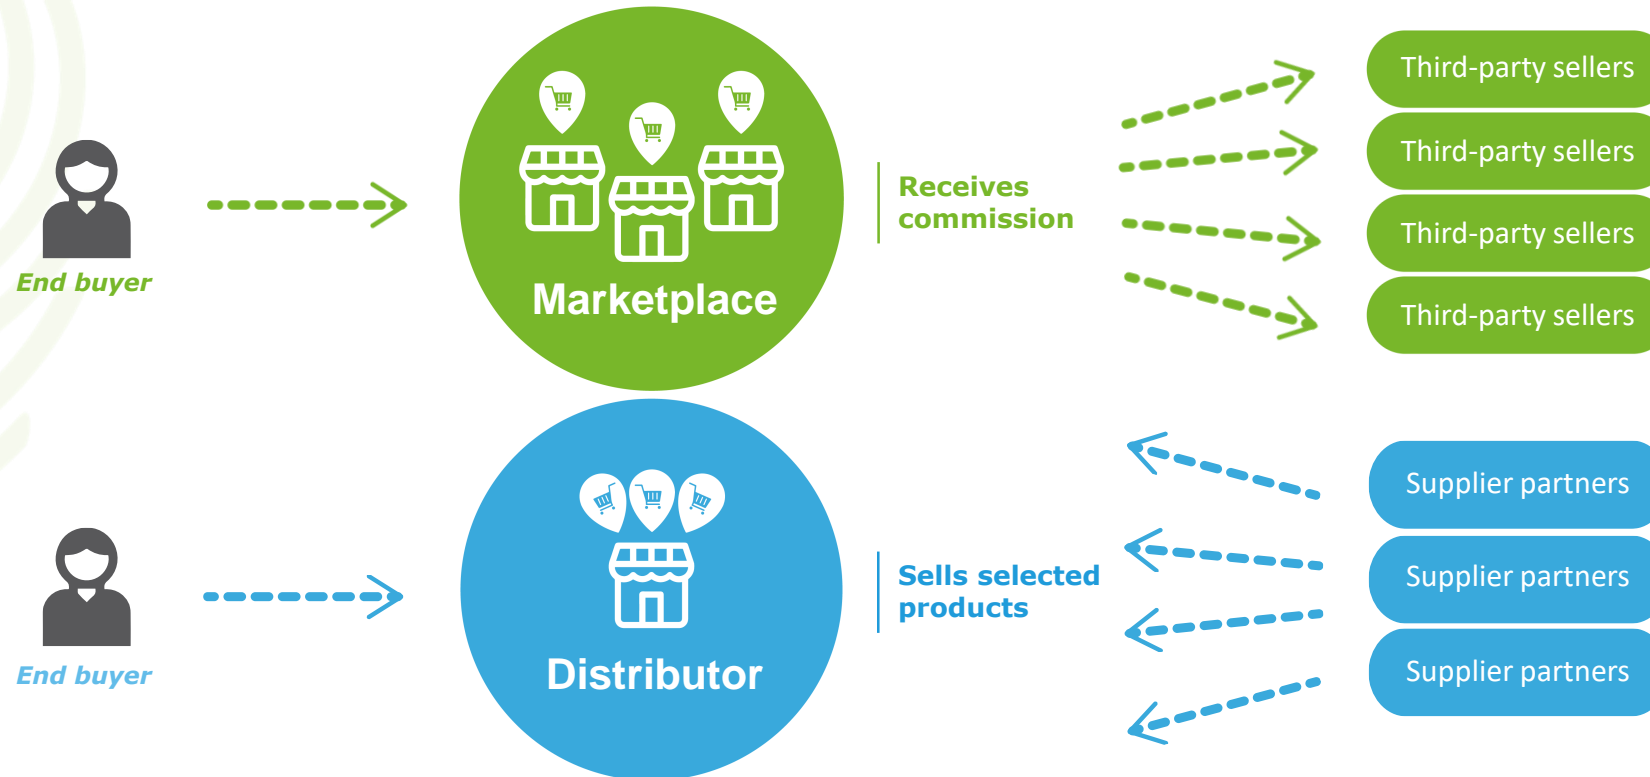 End buyer
Marketplace
Receives
commission
Third-party sellers
Third-party sellers
Third-party sellers
Third-party sellers
End buyer
Distributor
Sells selected
products
Supplier partners
Supplier partners
Supplier partners